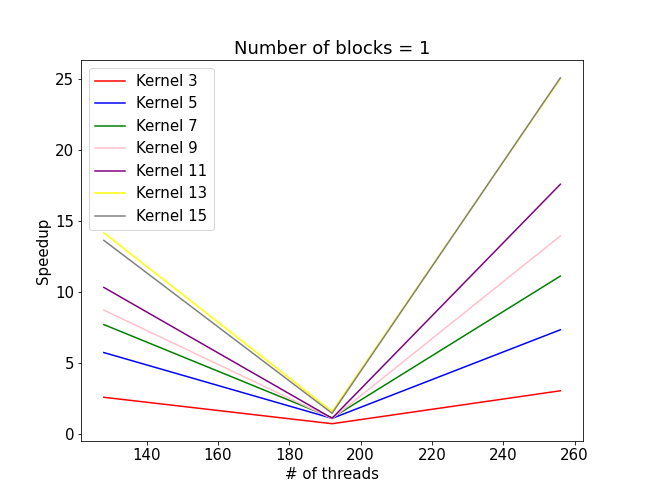 Number of blocks = 1
Kernel 3
Kernel 5
Kernel 7
Kernel 9
Kernel 11
Kernel 13
Kernel 15
Speedup
25
20
15
10
5
0
140
160
180
200
220
240
260
# of threads